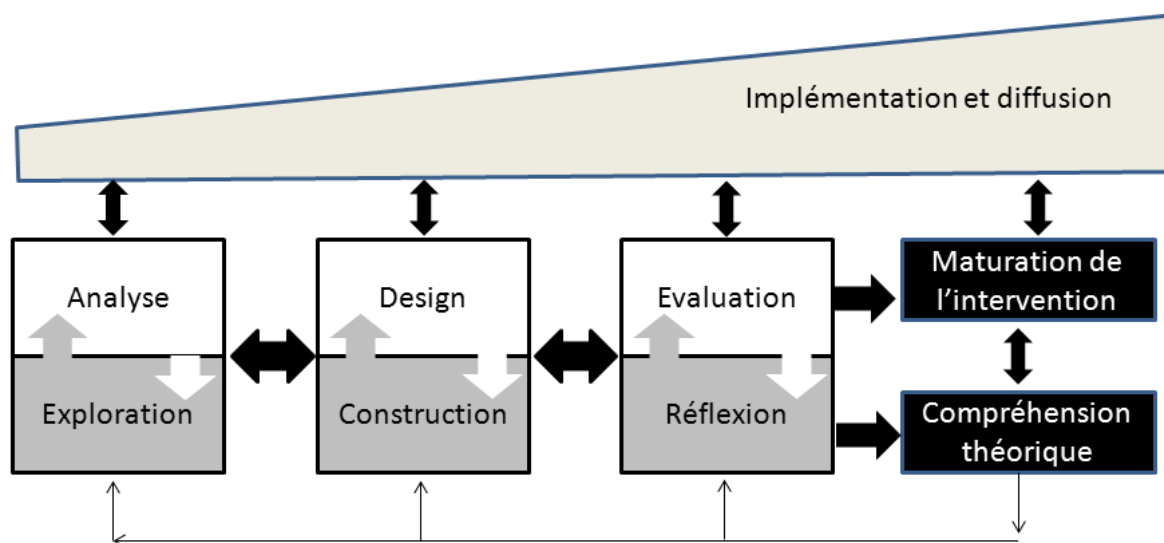 Implémentation et diffusion
Analyse
Design
Evaluation
Maturation de
l’intervention
Exploration
Construction
Réflexion
Compréhension
théorique